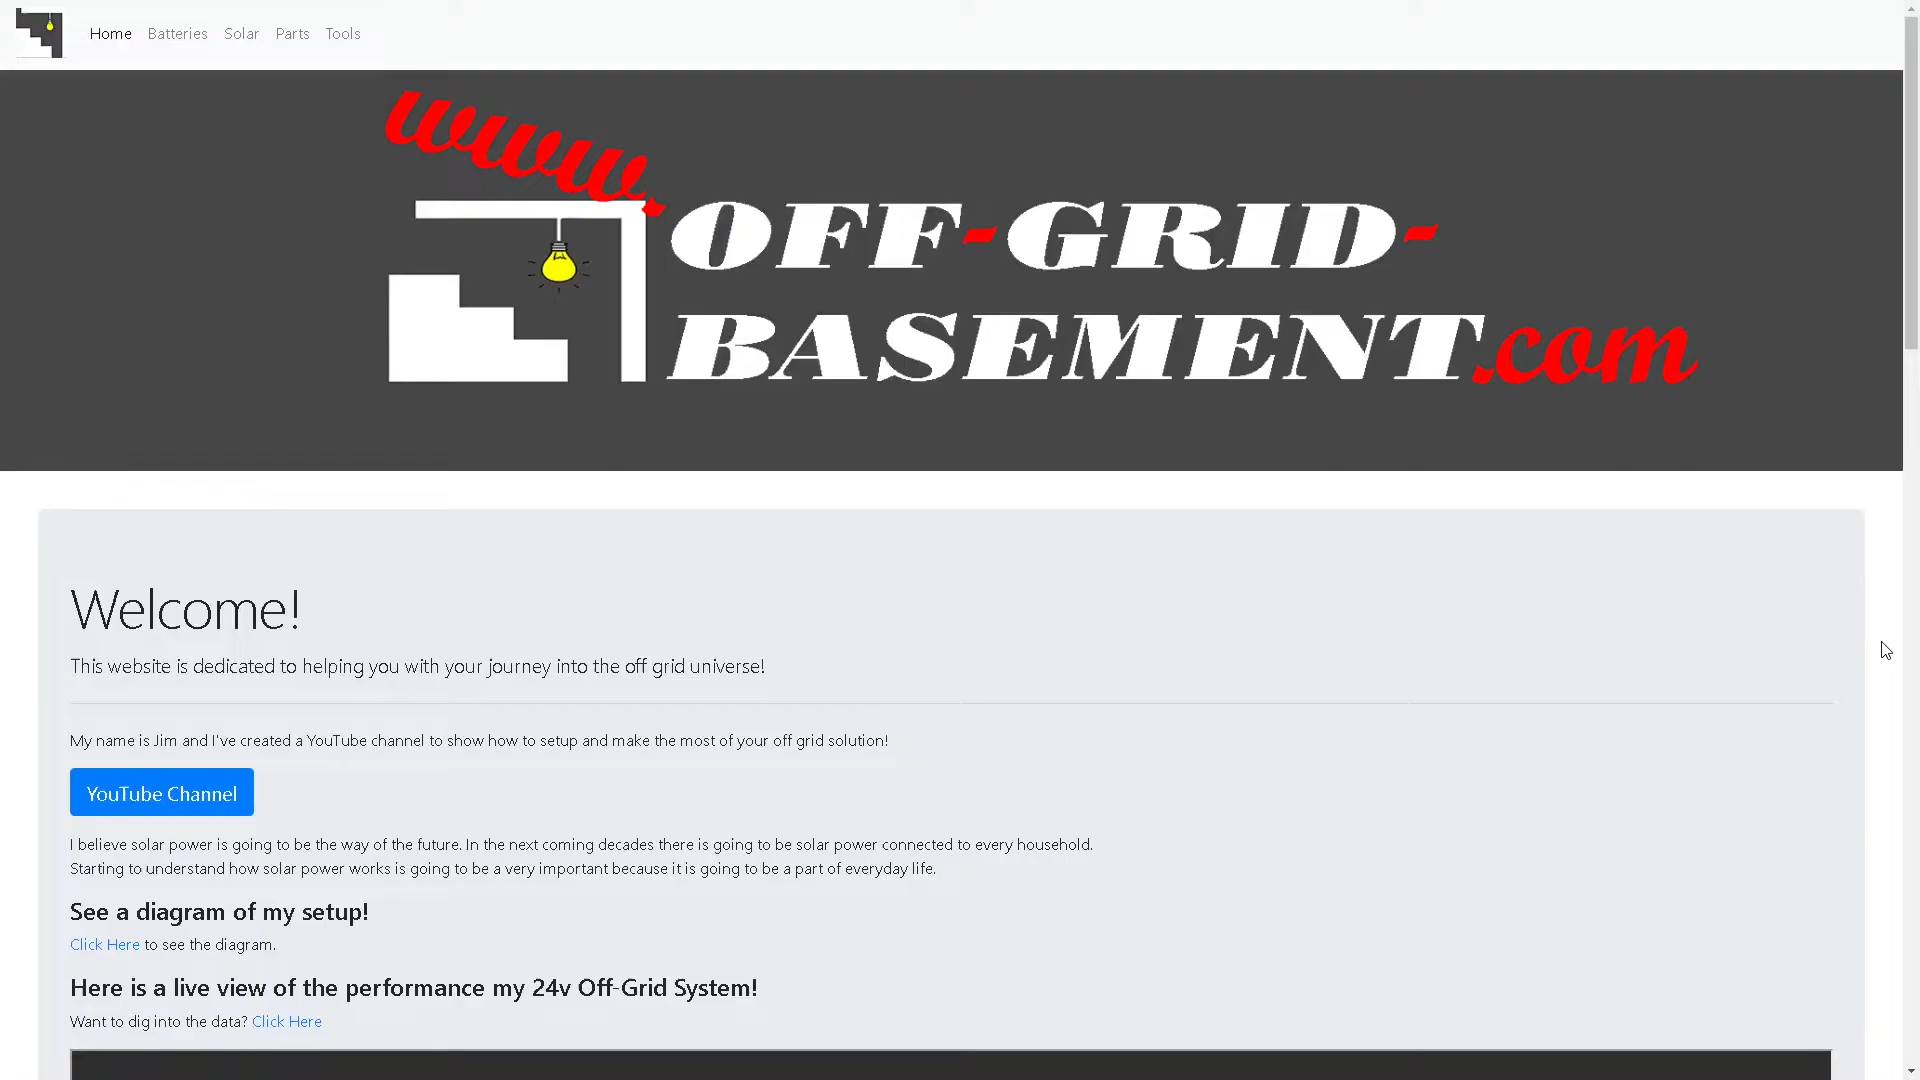 Home Batteries Solar Parts Tools
www.
OFF-GRID-
BASEMENT.com
Welcome!
This website is dedicated to helping you with your journey into the off grid universe!
My name is Jim and I've created a YouTube channel to show how to setup and make the most of your off grid solution!
YouTube Channel
I believe solar power is going to be the way of the future. In the next coming decades there is going to be solar power connected to every household.
Starting to understand how solar power works is going to be a very important because it is going to be a part of everyday life.
See a diagram of my setup!
Click Here to see the diagram.
Here is a live view of the performance my 24v Off-Grid System!
Want to dig into the data? Click Here